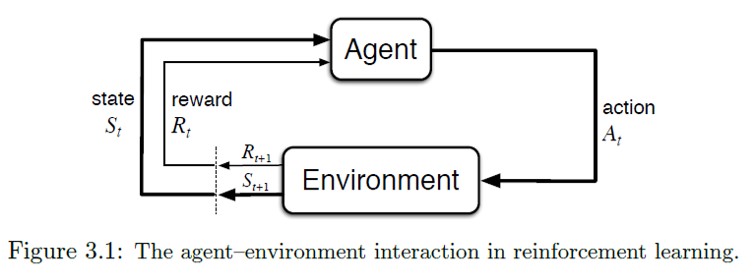 Agent
state
S_t
reward
R_t
action
A_t
R_{t+1}
S_{t+1}
Environment
Figure 3.1: The agent–environment interaction in reinforcement learning.